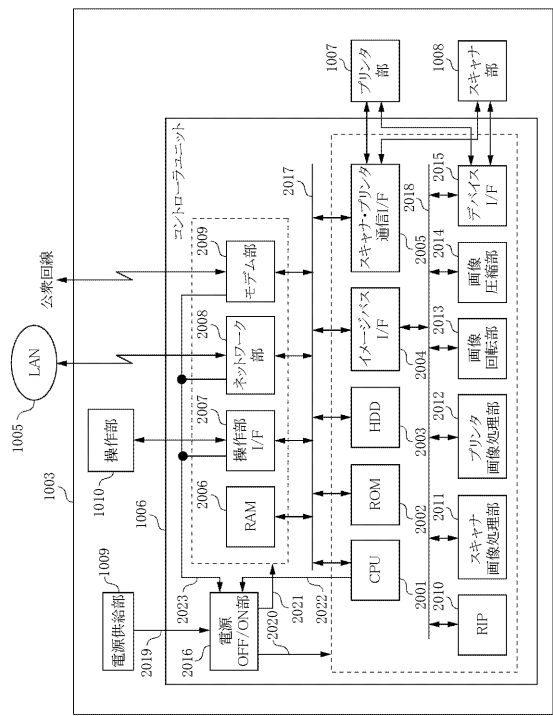 1003
1005
LAN
公衆回線
1010
操作部
1009
電源供給部
2019
1006
コントローラユニット
2016
電源
OFF/ON部
2023
2022
2021
2020
2006
RAM
2007
操作部
I/F
2008
ネットワーク
部
2009
モデム部
2017
1007
プリンタ
部
1008
スキャナ
部
CPU
2001
ROM
2002
HDD
2003
イメージバス
I/F
2004
スキャナ・プリンタ
通信I/F
2005
2018
2010
RIP
2011
スキャナ
画像処理部
2012
プリンタ
画像処理部
2013
画像
回転部
2014
画像
圧縮部
2015
デバイス
I/F